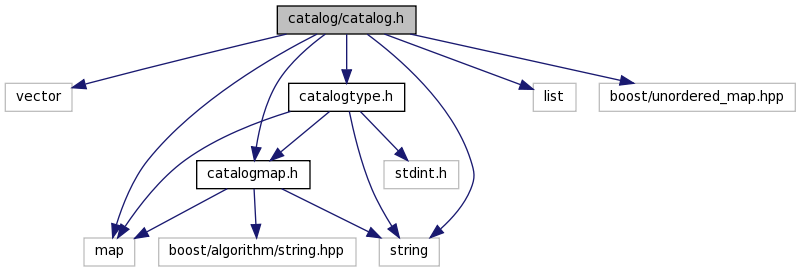 catalog/catalog.h
vector
catalogtype.h
list
boost/unordered_map.hpp
catalogmap.h
stdint.h
map
boost/algorithm/string.hpp
string